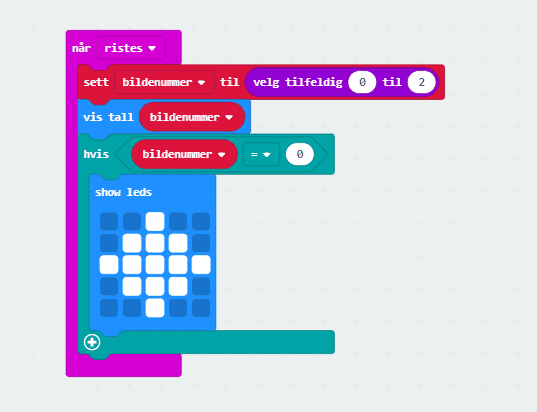 når ristes
sett bildenummer til velg tilfeldig 0 til 2
vis tall bildenummer
hvis bildenummer = 0
show leds